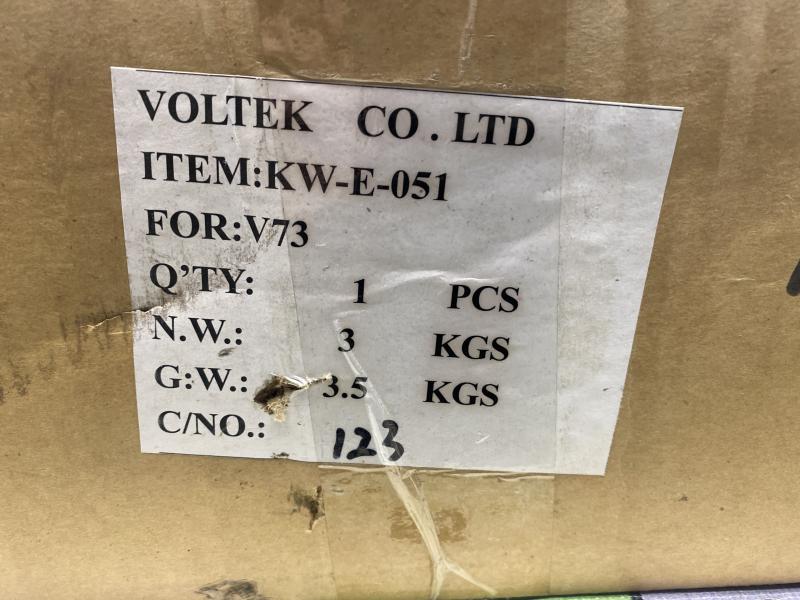 VOLTEK CO.LTD
ITEM:KW-E-051
FOR:V73
Q'TY: 1 PCS
N.W.: 3 KGS
G:W.: 3.5 KGS
C/NO.: 123